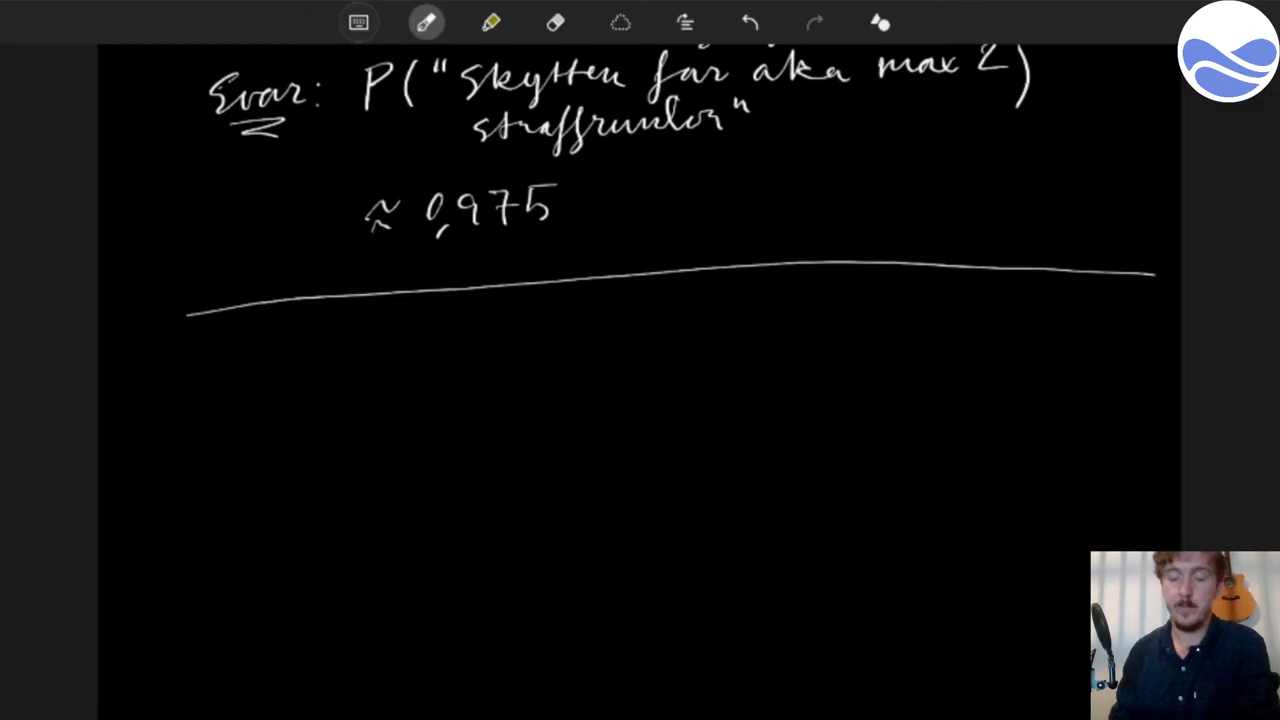 Svar: P("Skytten får åka max 2)
straffrundor"
≈ 0,975